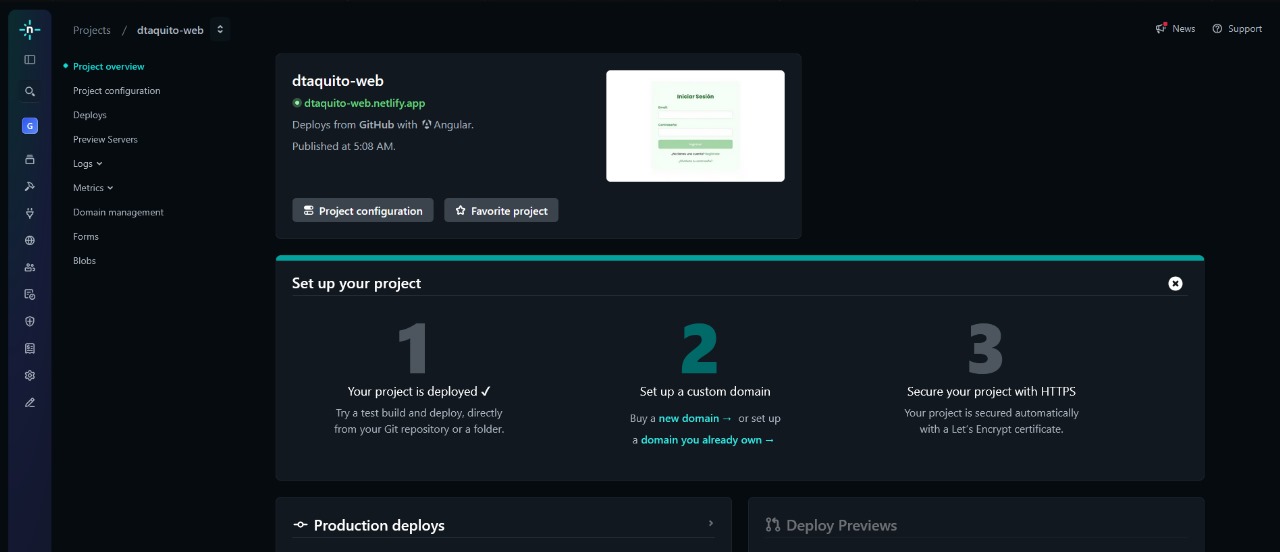 Projects / dtaquito-web
News
Support
G
Project overview
Project configuration
Deploys
Preview Servers
Logs
Metrics
Domain management
Forms
Blobs
dtaquito-web
dtaquito-web.netlify.app
Deploys from GitHub with Angular.
Published at 5:08 AM.
Project configuration
Favorite project
Iniciar Sesión
Email
Contraseña
Set up your project
1
Your project is deployed ✓
Try a test build and deploy, directly
from your Git repository or a folder.
2
Set up a custom domain
Buy a new domain → or set up
a domain you already own →
3
Secure your project with HTTPS
Your project is secured automatically
with a Let's Encrypt certificate.
Production deploys
Deploy Previews